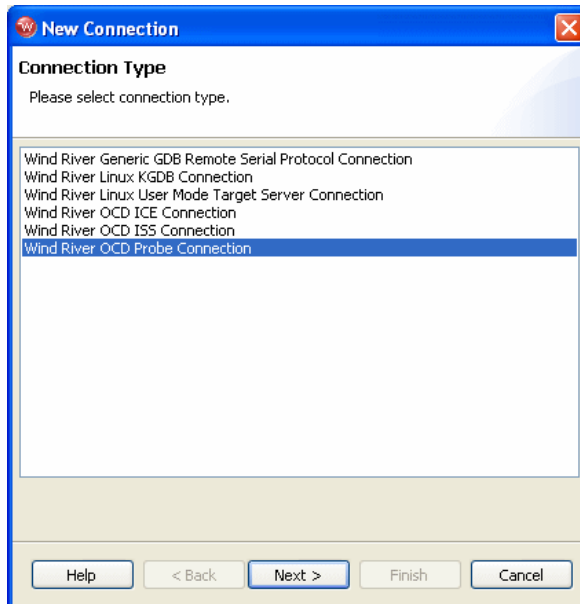 New Connection
Connection Type
Please select connection type.
Wind River Generic GDB Remote Serial Protocol Connection
Wind River Linux KGDB Connection
Wind River Linux User Mode Target Server Connection
Wind River OCD ICE Connection
Wind River OCD ISS Connection
Wind River OCD Probe Connection
Help < Back Next > Finish Cancel